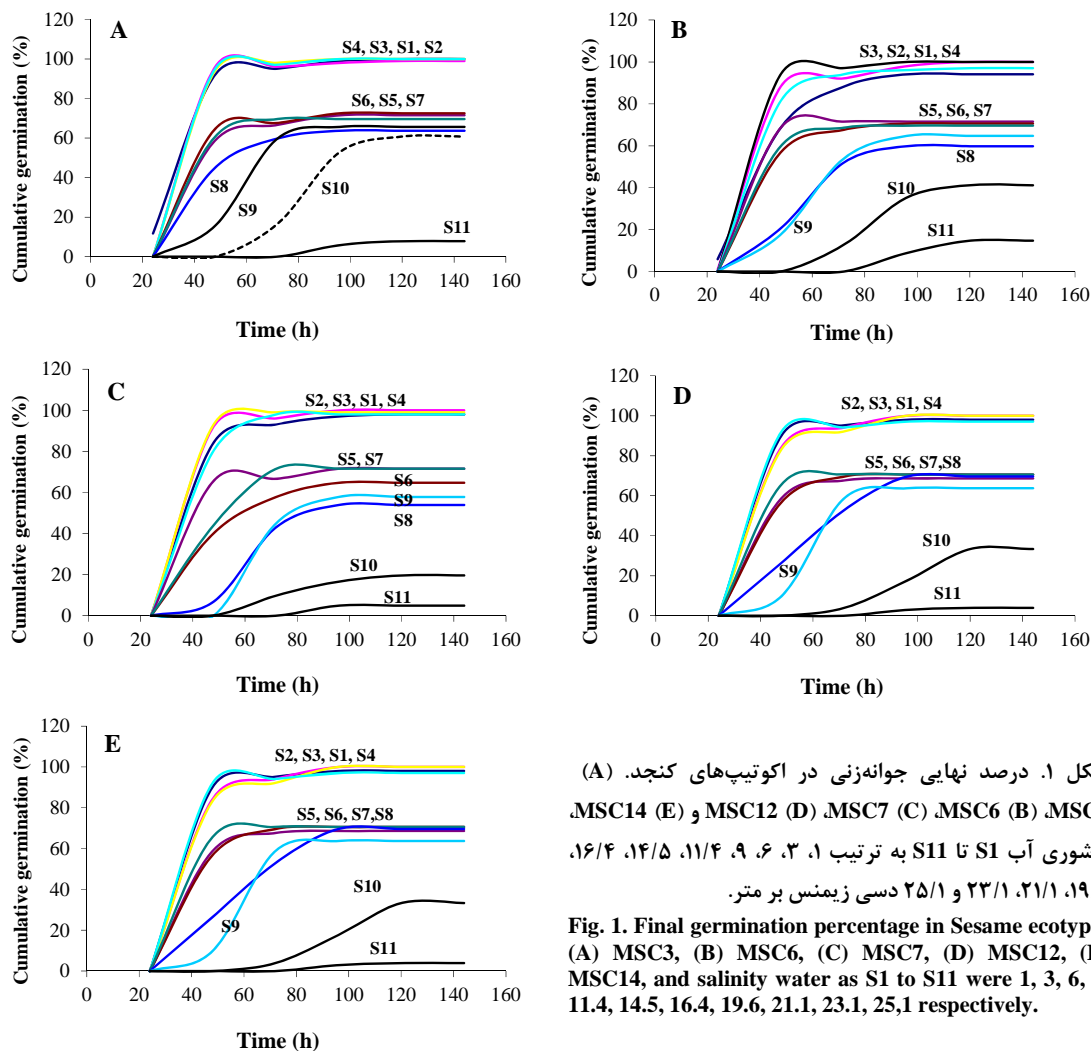 A
S4, S3, S1, S2
S6, S5, S7
S8
S9
S10
S11
Cumulative germination (%)
120
100
80
60
40
20
0
0 20 40 60 80 100 120 140 160
Time (h)
B
S3, S2, S1, S4
S5, S6, S7
S8
S10
S9
S11
Cumulative germination (%)
120
100
80
60
40
20
0
0 20 40 60 80 100 120 140 160
Time (h)
C
S2, S3, S1, S4
S5, S7
S6
S9
S8
S10
S11
Cumulative germination (%)
120
100
80
60
40
20
0
0 20 40 60 80 100 120 140 160
Time (h)
D
S2, S3, S1, S4
S5, S6, S7,S8
S10
S9
S11
Cumulative germination (%)
120
100
80
60
40
20
0
0 20 40 60 80 100 120 140 160
Time (h)
E
S2, S3, S1, S4
S5, S6, S7,S8
S10
S9
S11
Cumulative germination (%)
120
100
80
60
40
20
0
0 20 40 60 80 100 120 140 160
Time (h)
۱. درصد نهایی جوانه‌زنی در اکوتیپ‌های کنجد. (A)
MSC6 (B)، MSC7 (C)، MSC12 (D) و MSC14 (E)،
شوری آب S1 تا S11 به ترتیب ۱، ۳، ۶، ۹، ۱۱/۴، ۱۴/۵، ۱۶/۴،
۲۱/۱، ۲۳/۱ و ۲۵/۱ دسی زیمنس بر متر.
Fig. 1. Final germination percentage in Sesame
(A) MSC3, (B) MSC6, (C) MSC7, (D) MSC12,
MSC14, and salinity water as S1 to S11 were 1, 3, 6,
11.4, 14.5, 16.4, 19.6, 21.1, 23.1, 25,1 respectively.